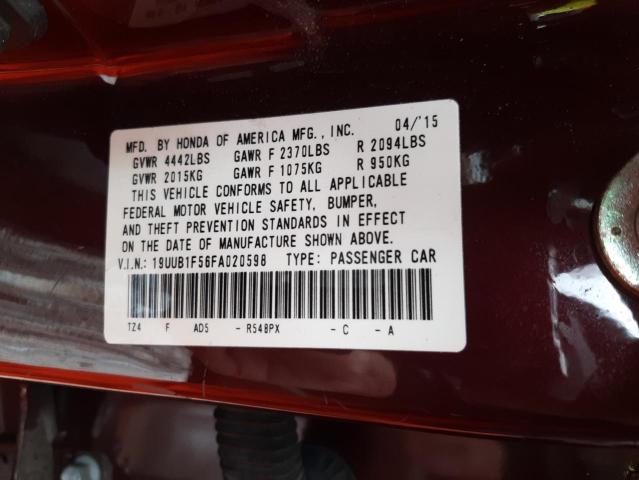 MFD. BY HONDA OF AMERICA MFG., INC. 04/'15
GVWR 4442LBS GAWR F 2370LBS R 2094LBS
GVWR 2015KG GAWR F 1075KG R 950KG
THIS VEHICLE CONFORMS TO ALL APPLICABLE
FEDERAL MOTOR VEHICLE SAFETY, BUMPER,
AND THEFT PREVENTION STANDARDS IN EFFECT
ON THE DATE OF MANUFACTURE SHOWN ABOVE.
V.I.N.: 19UUB1F56FA020598 TYPE: PASSENGER CAR
TZ4 F AD5 - R548PX - C - A